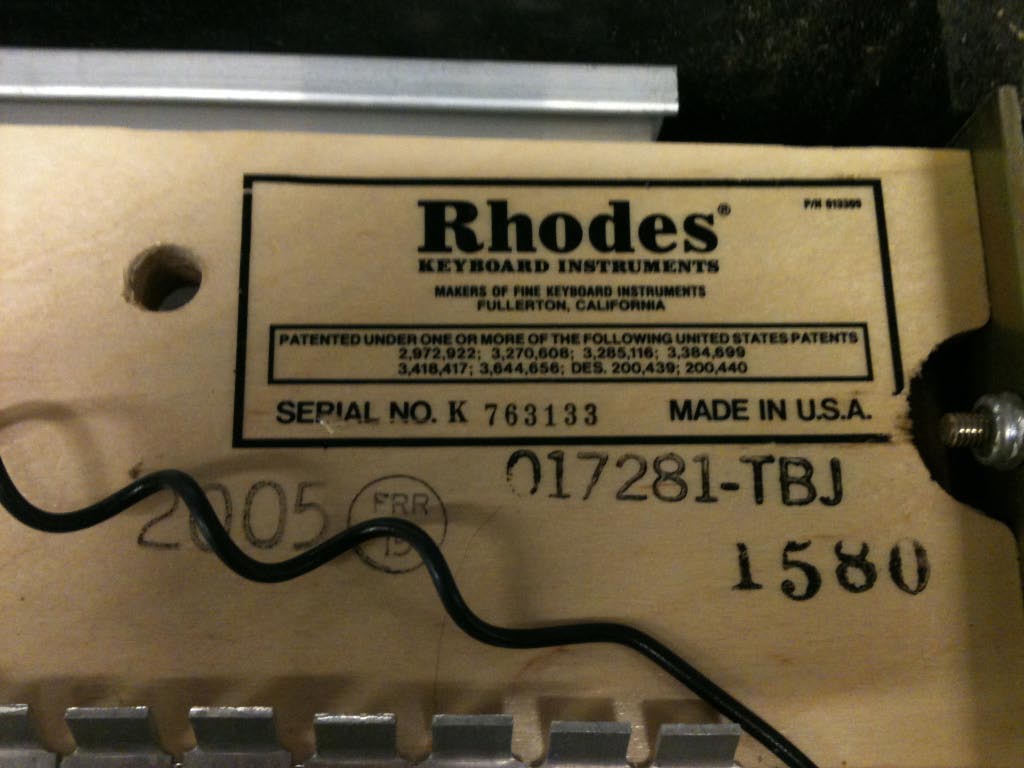 Rhodes®
KEYBOARD INSTRUMENTS
MAKERS OF FINE KEYBOARD INSTRUMENTS
FULLERTON, CALIFORNIA
P/N 013309
PATENTED UNDER ONE OR MORE OF THE FOLLOWING UNITED STATES PATENTS
2,972,922; 3,270,608; 3,285,116; 3,384,699
3,418,417; 3,644,656; DES. 200,439; 200,440
SERIAL NO. K 763133 MADE IN U.S.A.
017281-TBJ
2005
1580